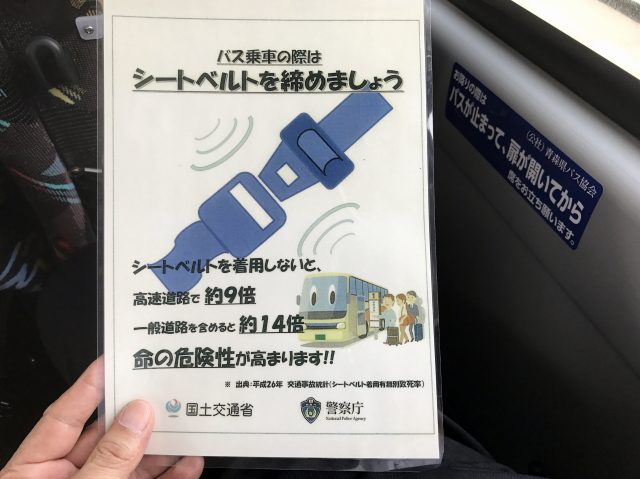 バス乗車の際は
シートベルトを締めましょう
シートベルトを着用しないと、
高速道路で 約9倍
一般道路を含めると 約14倍
命の危険性が高まります!!
※ 出典:平成26年 交通事故統計(シートベルト着用有無別致死率)
国土交通省
警察庁
National Police Agency
(公社)青森県バス協会
お降りの際は
バスが止まって、扉が開いてから
席をお立ち願います。